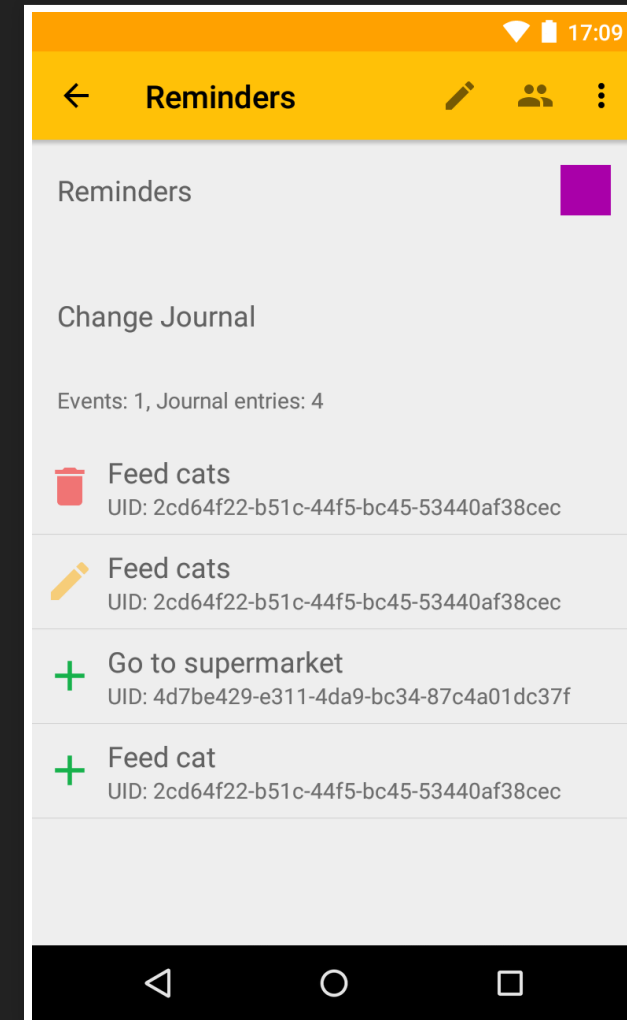 17:09
Reminders
Reminders
Change Journal
Events: 1, Journal entries: 4
Feed cats
UID: 2cd64f22-b51c-44f5-bc45-53440af38cec
Feed cats
UID: 2cd64f22-b51c-44f5-bc45-53440af38cec
Go to supermarket
UID: 4d7be429-e311-4da9-bc34-87c4a01dc37f
Feed cat
UID: 2cd64f22-b51c-44f5-bc45-53440af38cec